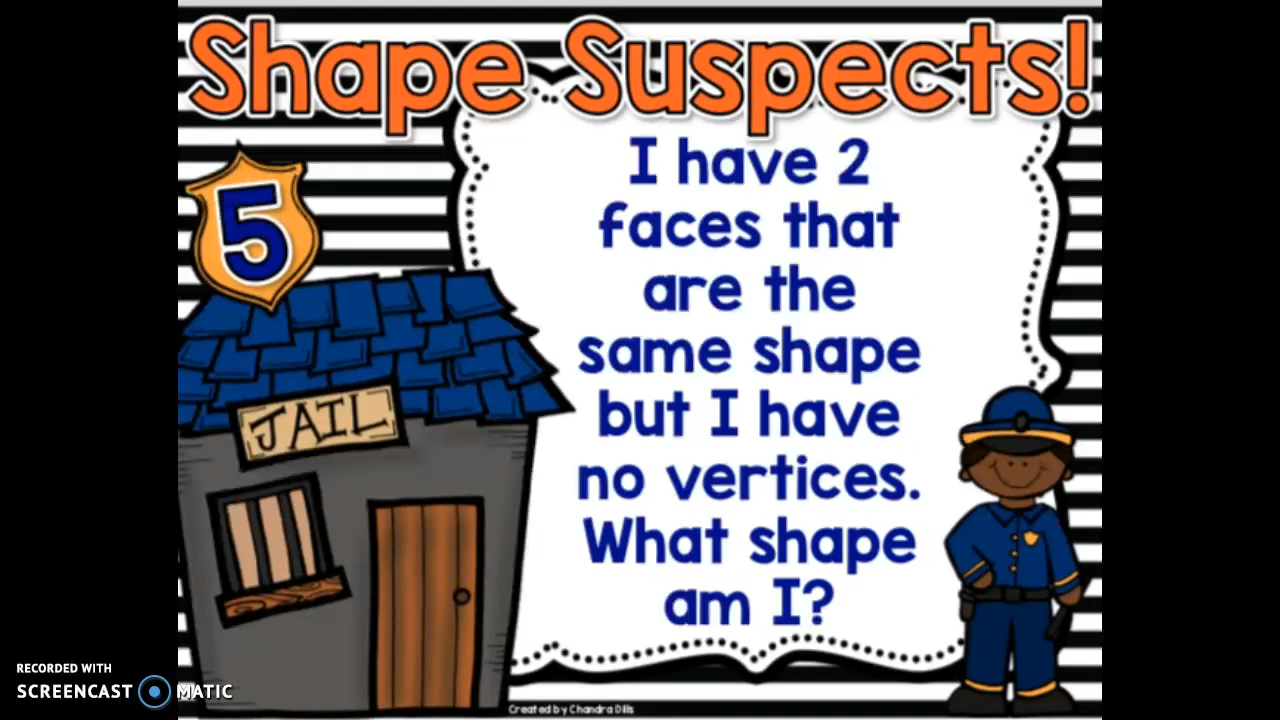 Shape Suspects!
5
I have 2
faces that
are the
same shape
but I have
no vertices.
What shape
am I?
JAIL
RECORDED WITH
SCREENCAST MATIC
Created by Chandra Dills